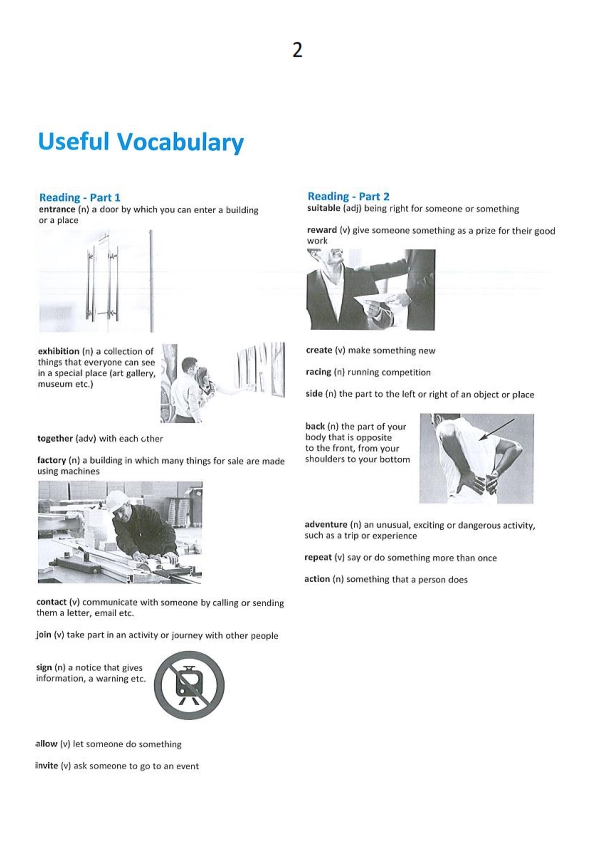 2
Useful Vocabulary
Reading - Part 1
entrance (n) a door by which you can enter a building
or a place
exhibition (n) a collection of
things that everyone can see
in a special place (art gallery,
museum etc.)
together (adv) with each other
factory (n) a building in which many things for sale are made
using machines
contact (v) communicate with someone by calling or sending
them a letter, email etc.
join (v) take part in an activity or journey with other people
sign (n) a notice that gives
information, a warning etc.
allow (v) let someone do something
invite (v) ask someone to go to an event
Reading - Part 2
suitable (adj) being right for someone or something
reward (v) give someone something as a prize for their good
work
create (v) make something new
racing (n) running competition
side (n) the part to the left or right of an object or place
back (n) the part of your
body that is opposite
to the front, from your
shoulders to your bottom
adventure (n) an unusual, exciting or dangerous activity,
such as a trip or experience
repeat (v) say or do something more than once
action (n) something that a person does